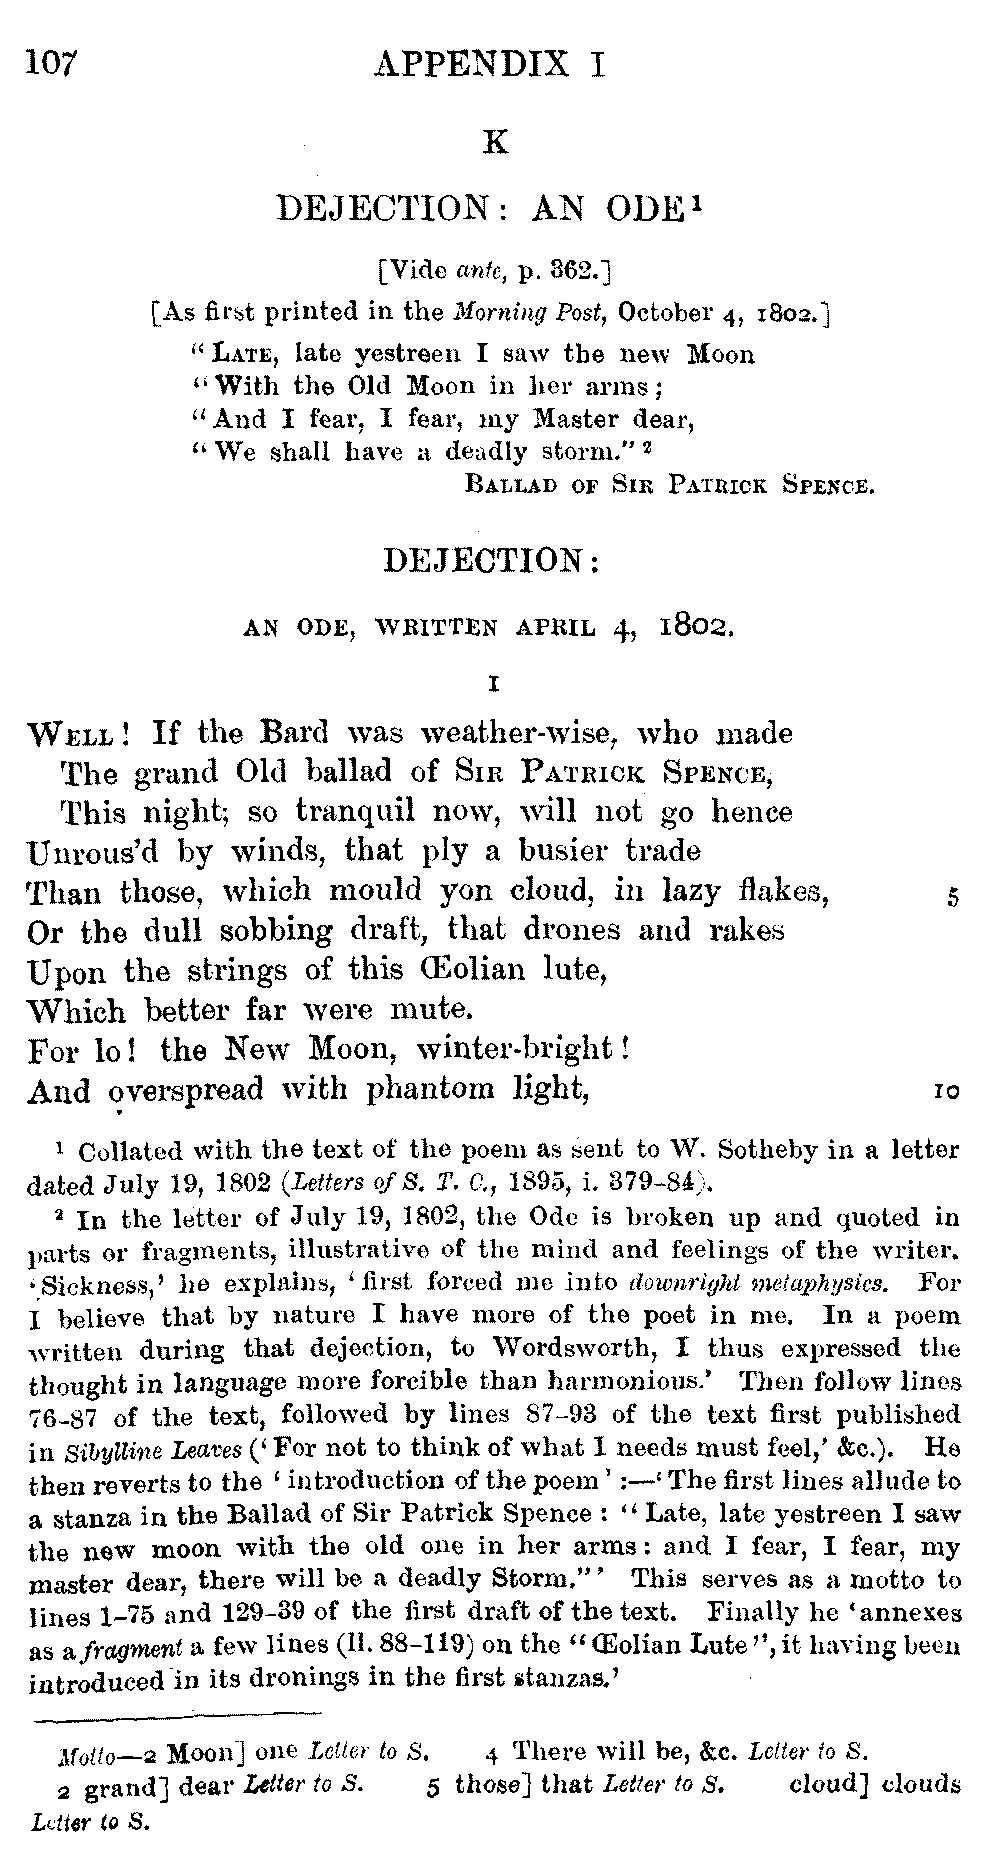 107 APPENDIX I
K
DEJECTION: AN ODE¹
[Vide ante, p. 362.]
[As first printed in the Morning Post, October 4, 1802.]
“LATE, late yestreen I saw the new Moon
“With the Old Moon in her arms;
“And I fear, I fear, my Master dear,
“We shall have a deadly storm.” ²
BALLAD OF SIR PATRICK SPENCE.
DEJECTION:
AN ODE, WRITTEN APRIL 4, 1802.
I
WELL! If the Bard was weather-wise, who made
The grand Old ballad of SIR PATRICK SPENCE,
This night; so tranquil now, will not go hence
Unrous’d by winds, that ply a busier trade
Than those, which mould yon cloud, in lazy flakes, 5
Or the dull sobbing draft, that drones and rakes
Upon the strings of this Œolian lute,
Which better far were mute.
For lo! the New Moon, winter-bright!
And overspread with phantom light, 10
¹ Collated with the text of the poem as sent to W. Sotheby in a letter
dated July 19, 1802 (Letters of S. T. C., 1895, i. 379–84).
² In the letter of July 19, 1802, the Ode is broken up and quoted in
parts or fragments, illustrative of the mind and feelings of the writer.
‘Sickness,’ he explains, ‘first forced me into downright metaphysics. For
I believe that by nature I have more of the poet in me. In a poem
written during that dejection, to Wordsworth, I thus expressed the
thought in language more forcible than harmonious.’ Then follow lines
76–87 of the text, followed by lines 87–93 of the text first published
in Sibylline Leaves (‘For not to think of what I needs must feel,’ &c.). He
then reverts to the ‘introduction of the poem’:—‘The first lines allude to
a stanza in the Ballad of Sir Patrick Spence: “Late, late yestreen I saw
the new moon with the old one in her arms: and I fear, I fear, my
master dear, there will be a deadly Storm.”’ This serves as a motto to
lines 1–75 and 129–39 of the first draft of the text. Finally he ‘annexes
as a fragment a few lines (ll. 88–119) on the “Œolian Lute”, it having been
introduced in its dronings in the first stanzas.’
Motto—2 Moon] one Letter to S. 4 There will be, &c. Letter to S.
2 grand] dear Letter to S. 5 those] that Letter to S. cloud] clouds
Letter to S.